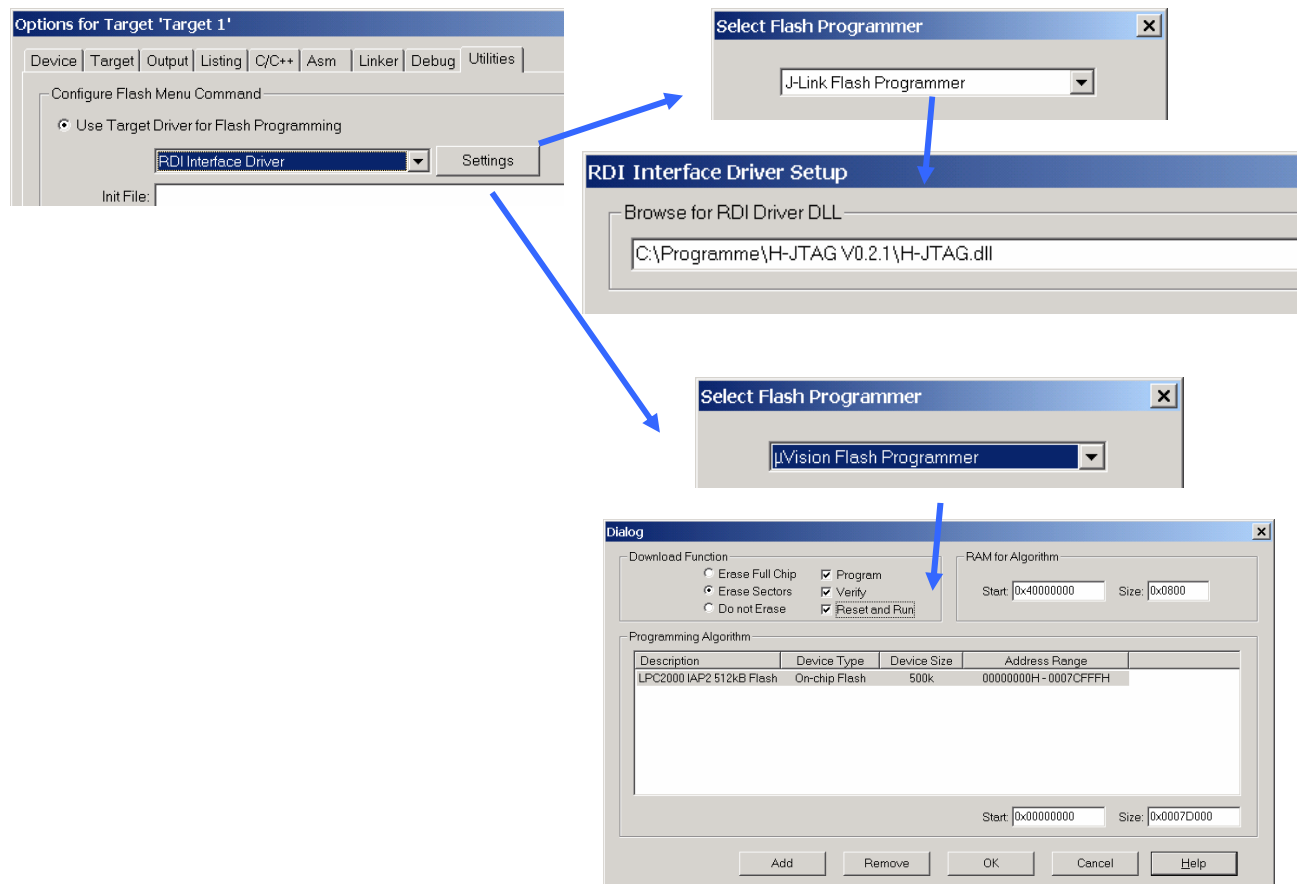 Options for Target 'Target 1'
Device Target Output Listing C/C++ Asm Linker Debug Utilities
Configure Flash Menu Command
Use Target Driver for Flash Programming
RDI Interface Driver
Settings
Init File:
Select Flash Programmer
J-Link Flash Programmer
RDI Interface Driver Setup
Browse for RDI Driver DLL
C:\Programme\H-JTAG V0.2.1\H-JTAG.dll
Select Flash Programmer
µVision Flash Programmer
Dialog
Download Function
Erase Full Chip Program
Erase Sectors Verify
Do not Erase Reset and Run
RAM for Algorithm
Start: 0x40000000 Size: 0x0800
Programming Algorithm
Description Device Type Device Size Address Range
LPC2000 IAP2 512kB Flash On-chip Flash 500k 00000000H - 0007CFFFH
Start: 0x00000000 Size: 0x0007D000
Add Remove OK Cancel Help